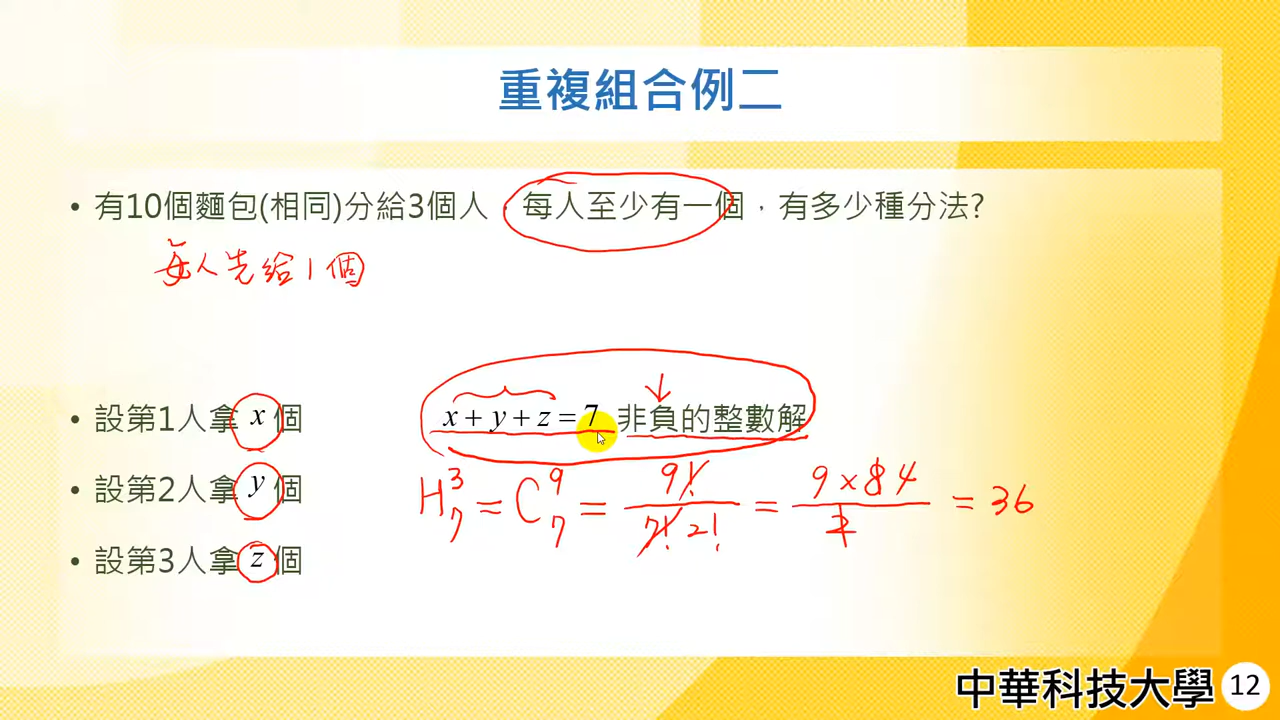 重複組合例二
• 有10個麵包(相同)分給3個人，每人至少有一個，有多少種分法?
每人先給1個
• 設第1人拿 x 個
x + y + z = 7 非負的整數解
• 設第2人拿 y 個
H³₇ = C⁹₇ = 9!/7!2! = 9×8 4/2 = 36
• 設第3人拿 z 個
中華科技大學 12